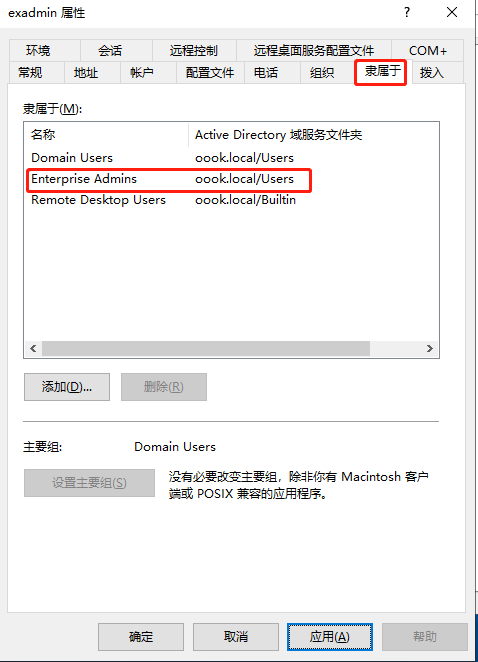 exadmin 属性
?
环境 会话 远程控制 远程桌面服务配置文件 COM+
常规 地址 帐户 配置文件 电话 组织 隶属于 拨入
隶属于(M):
名称 Active Directory 域服务文件夹
Domain Users oook.local/Users
Enterprise Admins oook.local/Users
Remote Desktop Users oook.local/Builtin
添加(D)... 删除(R)
主要组: Domain Users
设置主要组(S) 没有必要改变主要组，除非你有 Macintosh 客户
端或 POSIX 兼容的应用程序。
确定 取消 应用(A) 帮助